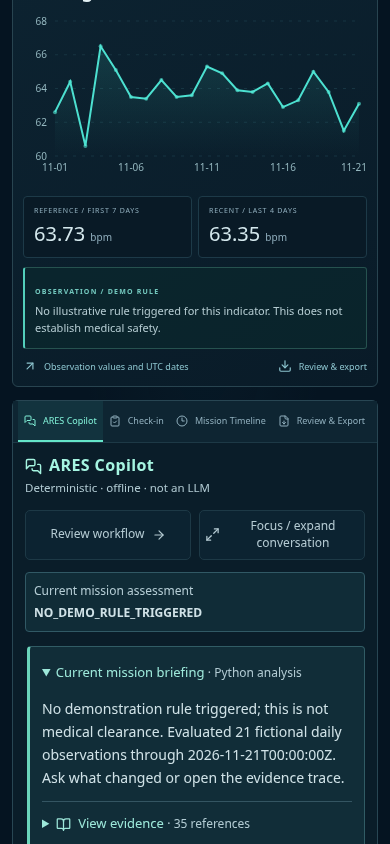 68
66
64
62
60
11-01 11-06 11-11 11-16 11-21
REFERENCE / FIRST 7 DAYS
63.73 bpm
RECENT / LAST 4 DAYS
63.35 bpm
OBSERVATION / DEMO RULE
No illustrative rule triggered for this indicator. This does not
establish medical safety.
Observation values and UTC dates
Review & export
ARES Copilot Check-in Mission Timeline Review & Export
ARES Copilot
Deterministic · offline · not an LLM
Review workflow
Focus / expand
conversation
Current mission assessment
NO_DEMO_RULE_TRIGGERED
Current mission briefing · Python analysis
No demonstration rule triggered; this is not
medical clearance. Evaluated 21 fictional daily
observations through 2026-11-21T00:00:00Z.
Ask what changed or open the evidence trace.
View evidence · 35 references